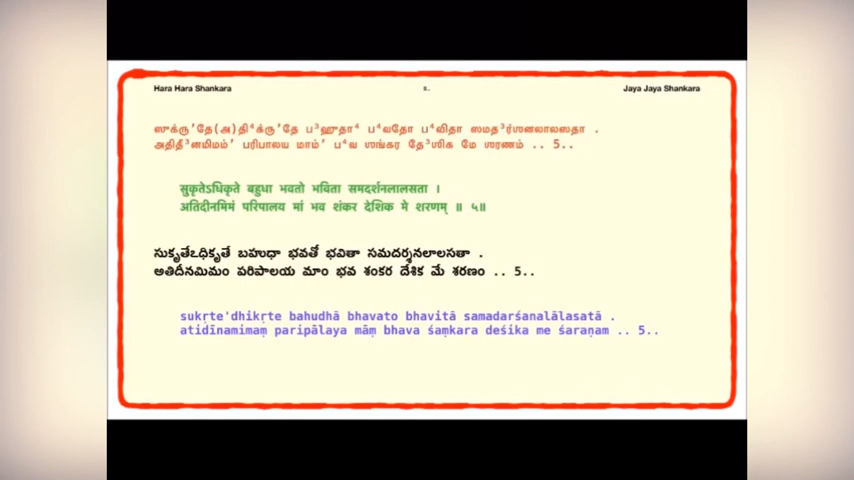 Hara Hara Shankara
Jaya Jaya Shankara
ஸுக்ரு’தே(அ)தி⁴க்ரு’தே ப³ஹுதா⁴ ப⁴வதோ ப⁴விதா ஸமத³ர்ஶனலாலஸதா .
அதிதீ³னமிமம்’ பரிபாலய மாம்’ ப⁴வ ஶங்கர தே³ஶிக மே ஶரணம் .. 5..
सुकृतेऽधिकृते बहुधा भवतो भविता समदर्शनलालसता ।
अतिदीनमिमं परिपालय मां भव शंकर देशिक मे शरणम् ॥ ५॥
సుకృతేఽధికృతే బహుధా భవతో భవితా సమదర్శనలాలసతా .
అతిదీనమిమం పరిపాలయ మాం భవ శంకర దేశిక మే శరణం .. 5..
sukṛte'dhikṛte bahudhā bhavato bhavitā samadarśanalālasatā .
atidīnamimaṃ paripālaya māṃ bhava śaṃkara deśika me śaraṇam .. 5..